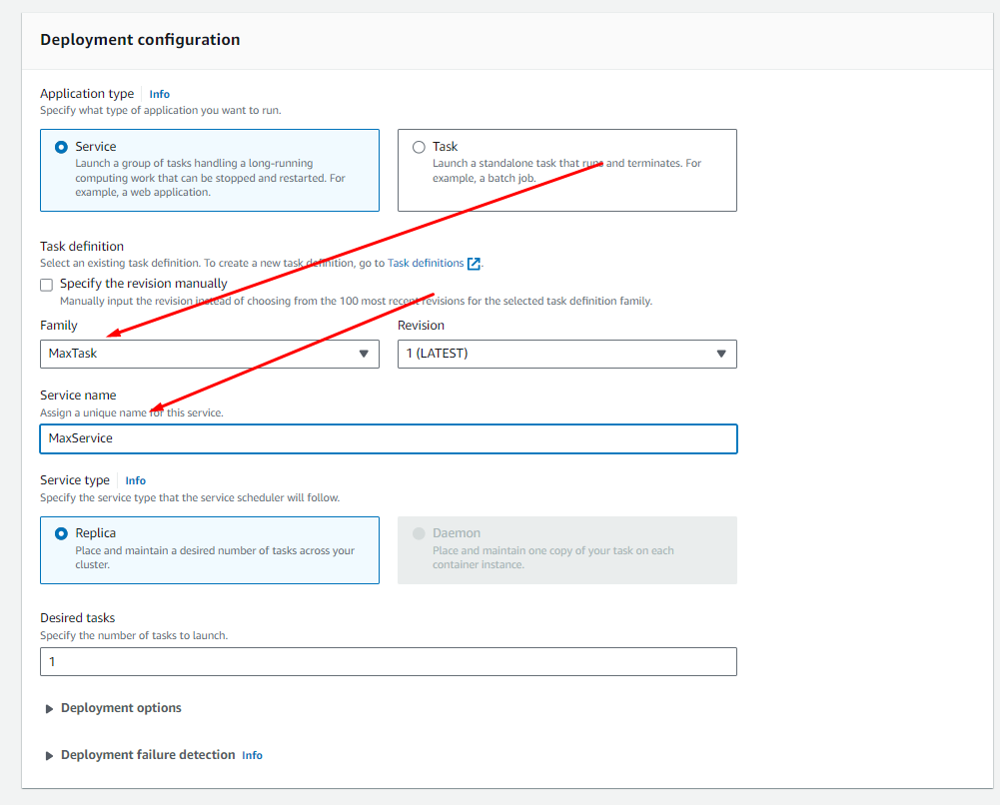 Deployment configuration
Application type Info
Specify what type of application you want to run.
Service
Launch a group of tasks handling a long-running
computing work that can be stopped and restarted. For
example, a web application.
Task
Launch a standalone task that runs and terminates. For
example, a batch job.
Task definition
Select an existing task definition. To create a new task definition, go to Task definitions.
Specify the revision manually
Manually input the revision instead of choosing from the 100 most recent revisions for the selected task definition family.
Family
MaxTask
Revision
1 (LATEST)
Service name
Assign a unique name for this service.
MaxService
Service type Info
Specify the service type that the service scheduler will follow.
Replica
Place and maintain a desired number of tasks across your
cluster.
Daemon
Place and maintain one copy of your task on each
container instance.
Desired tasks
Specify the number of tasks to launch.
1
Deployment options
Deployment failure detection Info